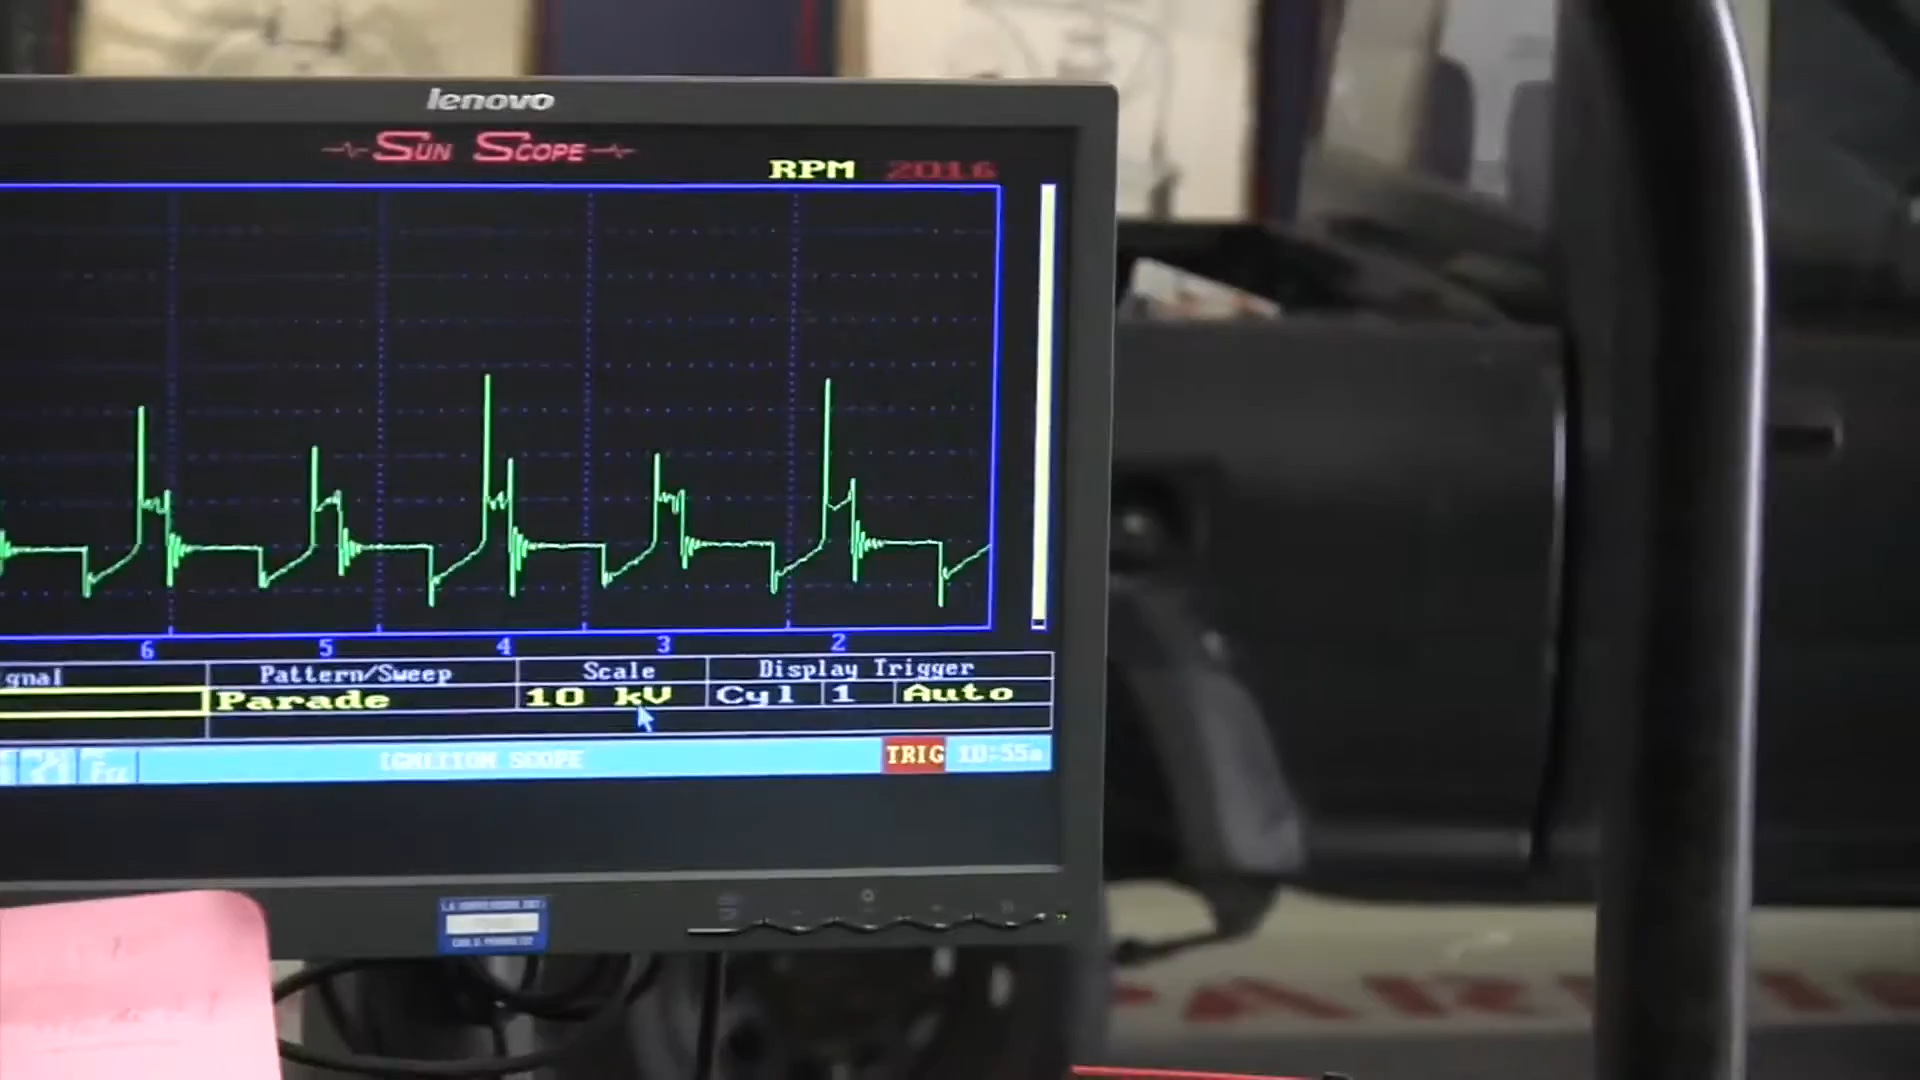 lenovo
SUN SCOPE
RPM 2016
6 5 4 3 2
gnal Pattern/Sweep Scale Display Trigger
Parade 10 kV Cyl 1 Auto
Frz IGNITION SCOPE TRIG 10:55a